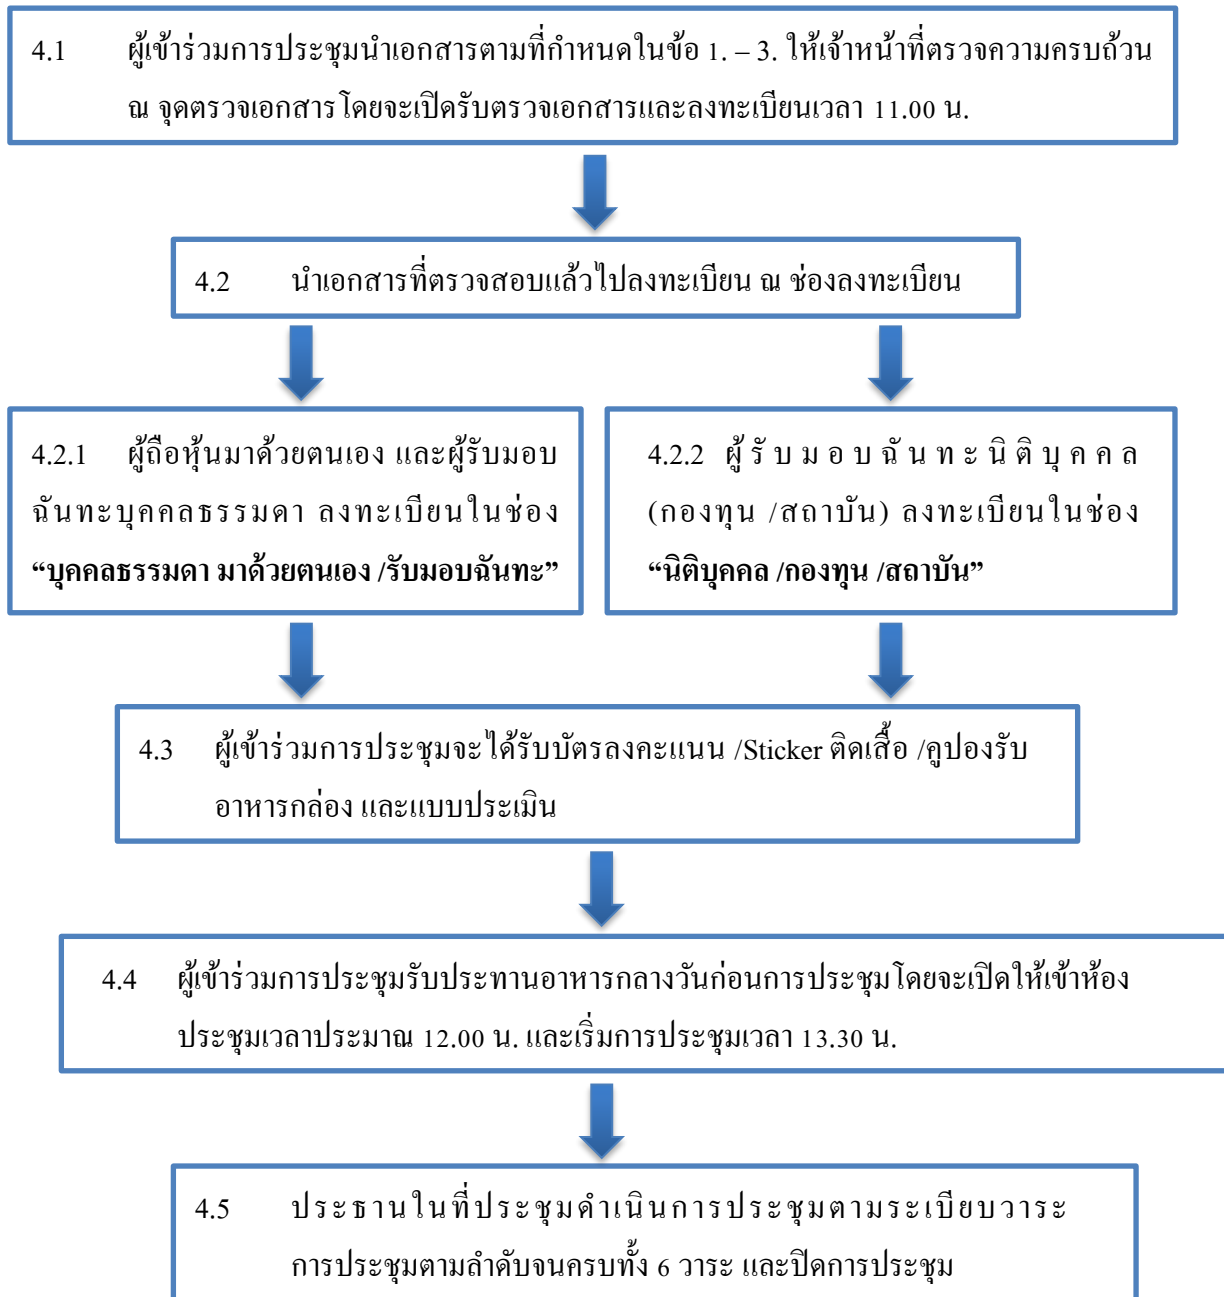 4.1 ผู้เข้าร่วมการประชุมนำเอกสารตามที่กำหนดในข้อ 1. – 3. ให้เจ้าหน้าที่ตรวจความครบถ้วน
ณ จุดตรวจเอกสารโดยจะเปิดรับตรวจเอกสารและลงทะเบียนเวลา 11.00 น.
4.2 นำเอกสารที่ตรวจสอบแล้วไปลงทะเบียน ณ ช่องลงทะเบียน
4.2.1 ผู้ถือหุ้นมาด้วยตนเอง และผู้รับมอบ
ฉันทะบุคคลธรรมดา ลงทะเบียนในช่อง
“บุคคลธรรมดา มาด้วยตนเอง /รับมอบฉันทะ”
4.2.2 ผู้รับมอบฉันทะนิติบุคคล
(กองทุน /สถาบัน) ลงทะเบียนในช่อง
“นิติบุคคล /กองทุน /สถาบัน”
4.3 ผู้เข้าร่วมการประชุมจะได้รับบัตรลงคะแนน /Sticker ติดเสื้อ /คูปองรับ
อาหารกล่อง และแบบประเมิน
4.4 ผู้เข้าร่วมการประชุมรับประทานอาหารกลางวันก่อนการประชุมโดยจะเปิดให้เข้าห้อง
ประชุมเวลาประมาณ 12.00 น. และเริ่มการประชุมเวลา 13.30 น.
4.5 ประธานในที่ประชุมดำเนินการประชุมตามระเบียบวาระ
การประชุมตามลำดับจนครบทั้ง 6 วาระ และปิดการประชุม